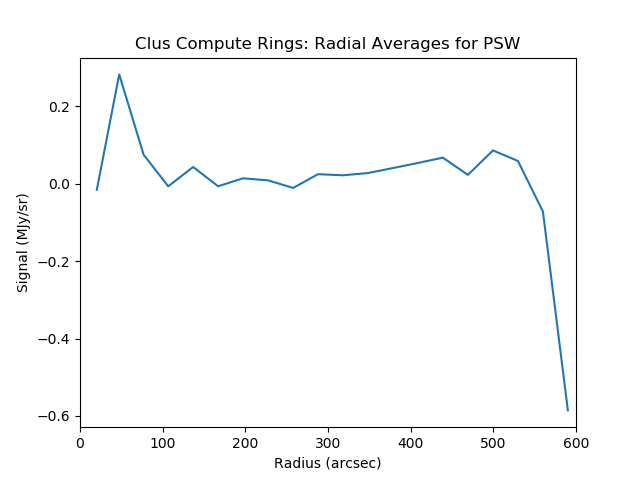 Clus Compute Rings: Radial Averages for PSW
0.2
0.0
−0.2
−0.4
−0.6
Signal (MJy/sr)
0 100 200 300 400 500 600
Radius (arcsec)